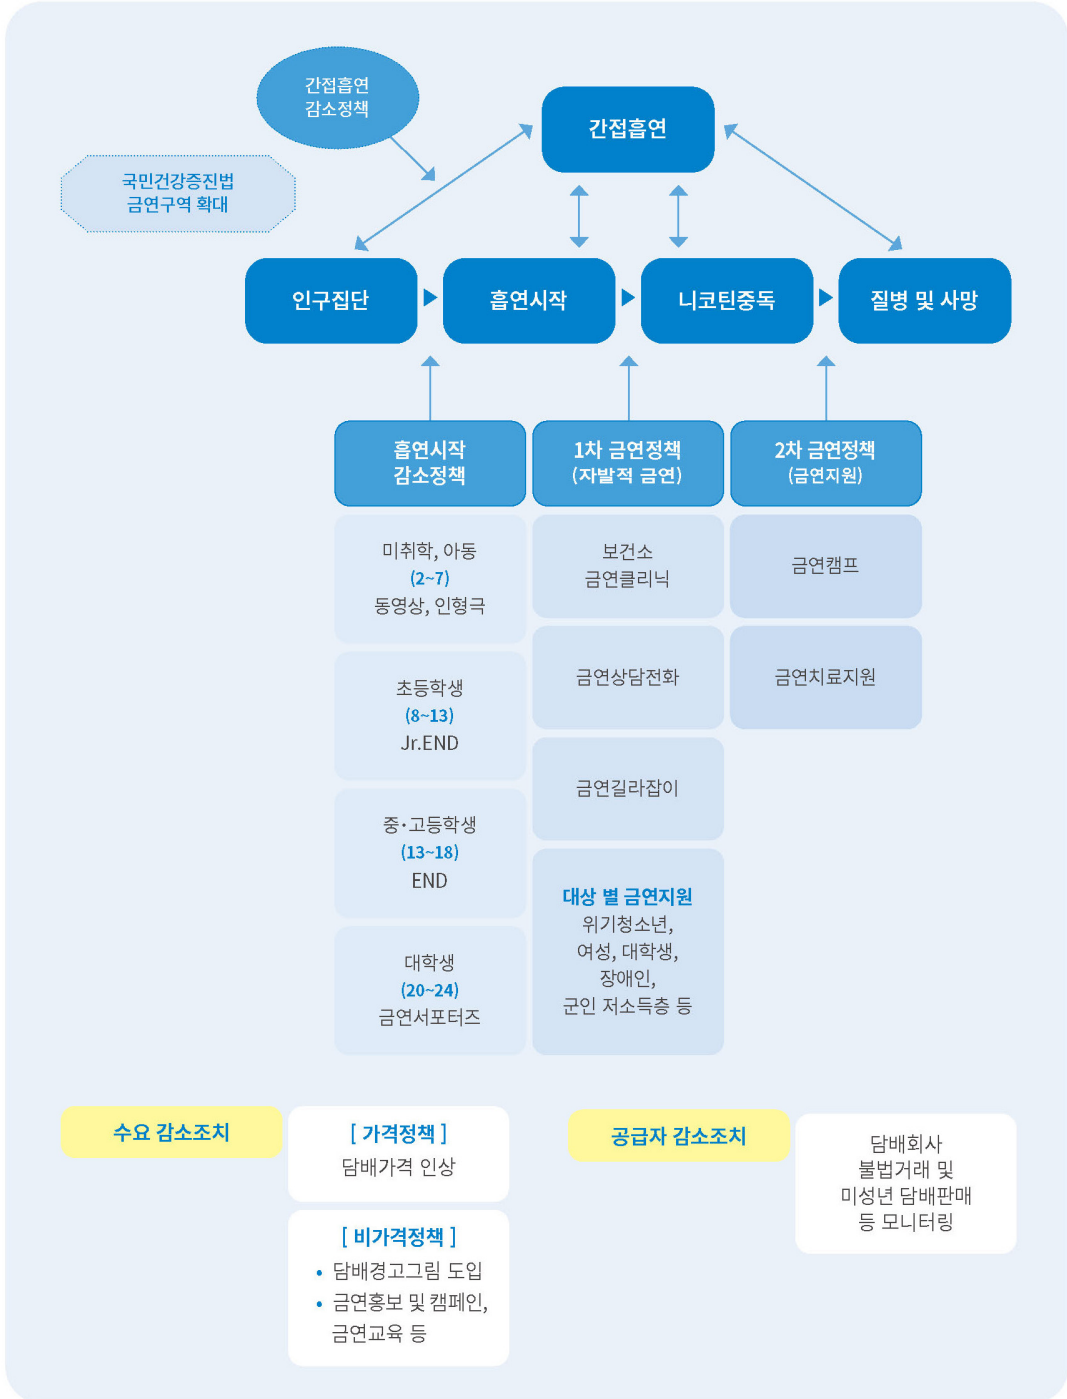 간접흡연
감소정책
간접흡연
국민건강증진법
금연구역 확대
인구집단
흡연시작
니코틴중독
질병 및 사망
흡연시작
감소정책
1차 금연정책
(자발적 금연)
2차 금연정책
(금연지원)
미취학, 아동
(2~7)
동영상, 인형극
초등학생
(8~13)
Jr.END
중·고등학생
(13~18)
END
대학생
(20~24)
금연서포터즈
보건소
금연클리닉
금연상담전화
금연길라잡이
대상 별 금연지원
위기청소년,
여성, 대학생,
장애인,
군인 저소득층 등
금연캠프
금연치료지원
수요 감소조치
[ 가격정책 ]
담배가격 인상
[ 비가격정책 ]
• 담배경고그림 도입
• 금연홍보 및 캠페인,
금연교육 등
공급자 감소조치
담배회사
불법거래 및
미성년 담배판매
등 모니터링